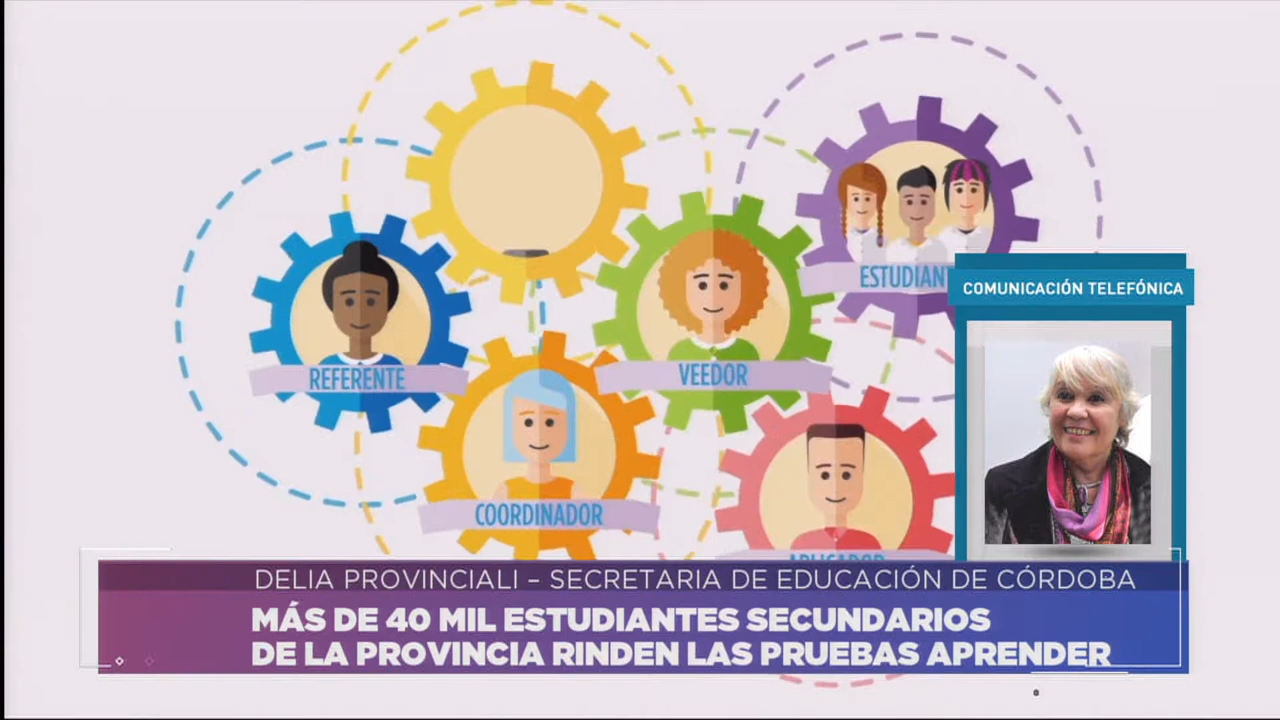 ESTUDIANT
COMUNICACIÓN TELEFÓNICA
REFERENTE
VEEDOR
COORDINADOR
APLICADOR
DELIA PROVINCIALI – SECRETARIA DE EDUCACIÓN DE CÓRDOBA
MÁS DE 40 MIL ESTUDIANTES SECUNDARIOS
DE LA PROVINCIA RINDEN LAS PRUEBAS APRENDER